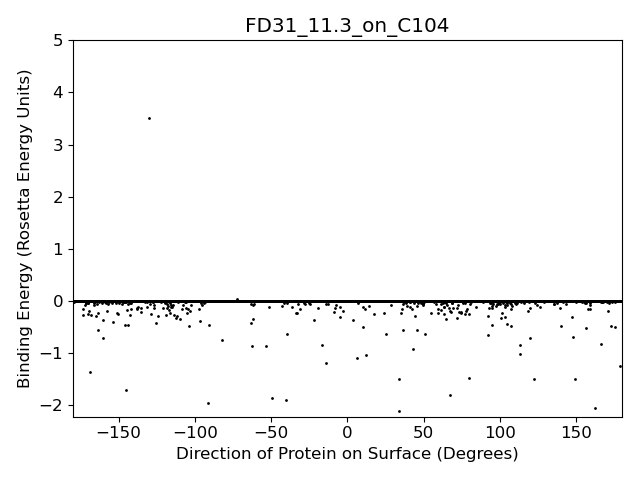 FD31_11.3_on_C104
Binding Energy (Rosetta Energy Units)
5
4
3
2
1
0
−1
−2
−150 −100 −50 0 50 100 150
Direction of Protein on Surface (Degrees)